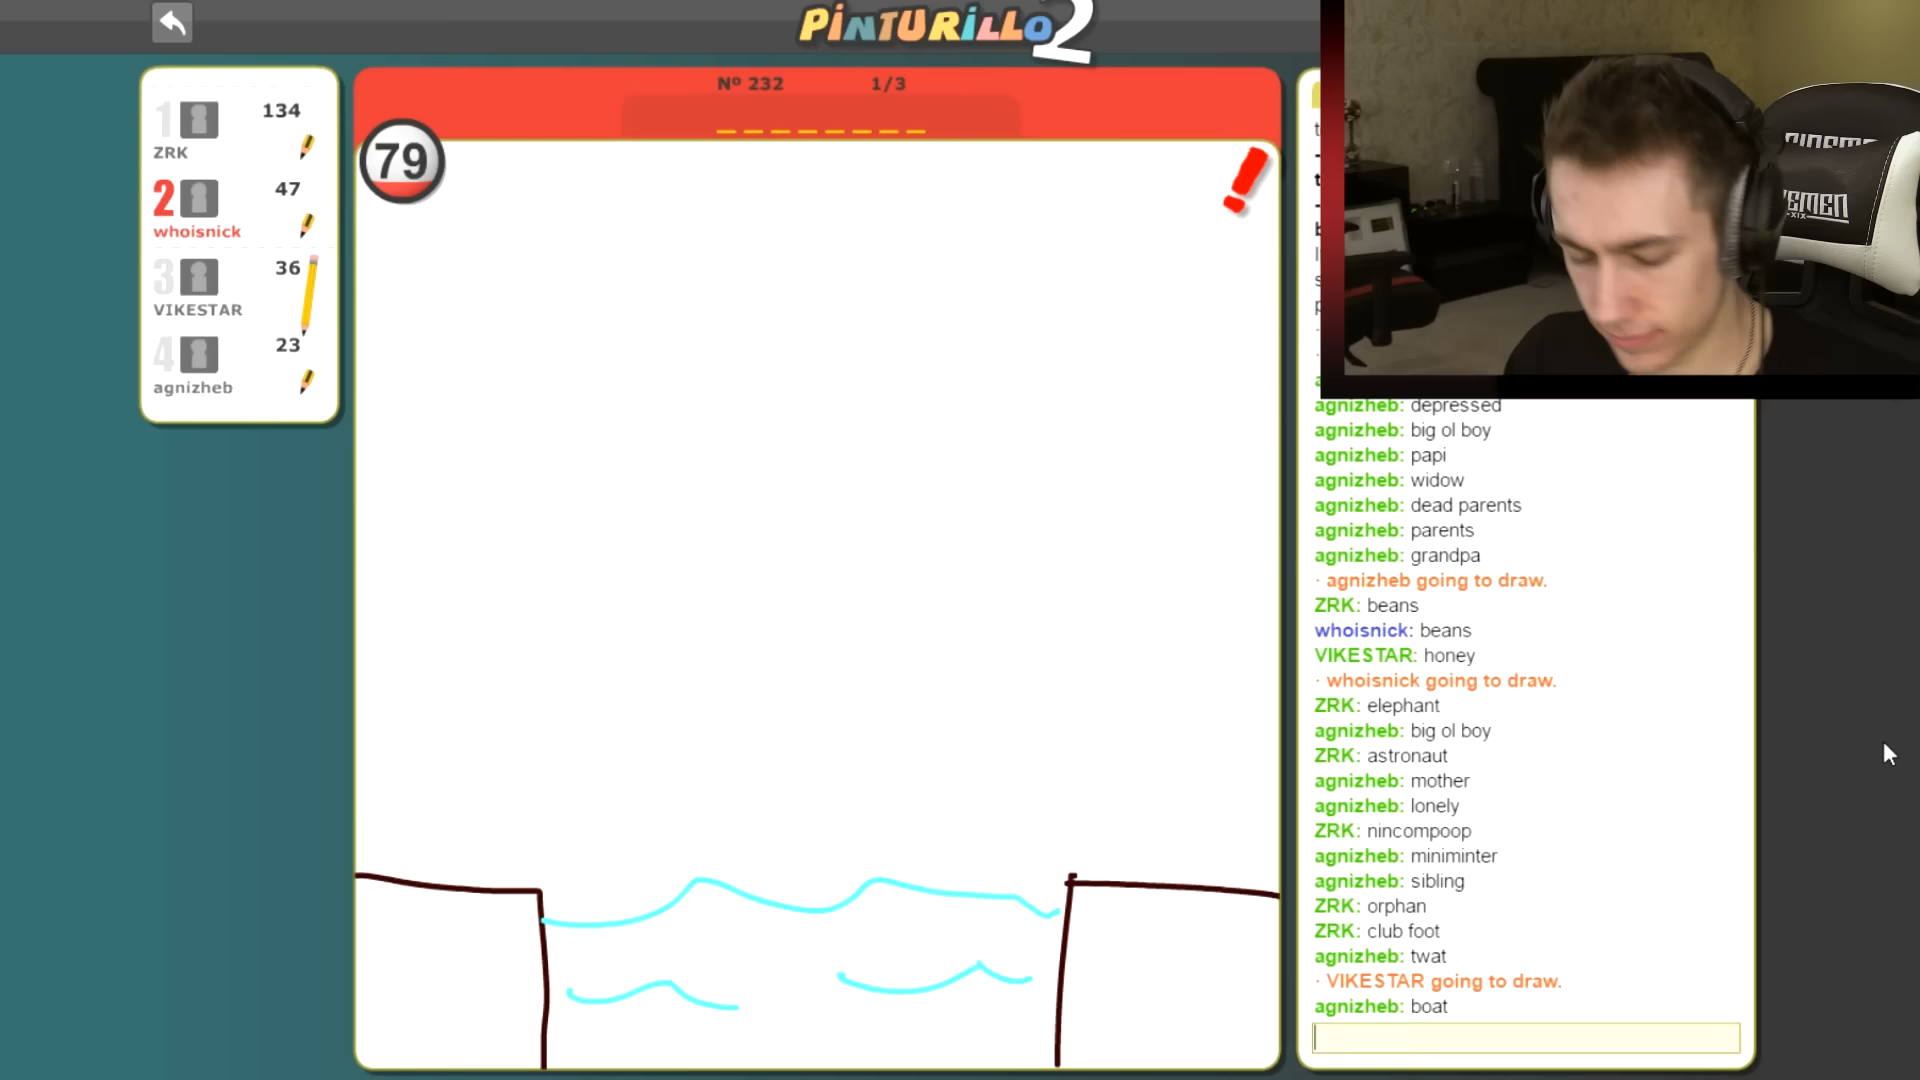 PiNTURiLLo 2
Nº 232 1/3
79
1 134
ZRK
2 47
whoisnick
3 36
VIKESTAR
4 23
agnizheb
agnizheb: depressed
agnizheb: big ol boy
agnizheb: papi
agnizheb: widow
agnizheb: dead parents
agnizheb: parents
agnizheb: grandpa
· agnizheb going to draw.
ZRK: beans
whoisnick: beans
VIKESTAR: honey
· whoisnick going to draw.
ZRK: elephant
agnizheb: big ol boy
ZRK: astronaut
agnizheb: mother
agnizheb: lonely
ZRK: nincompoop
agnizheb: miniminter
agnizheb: sibling
ZRK: orphan
ZRK: club foot
agnizheb: twat
· VIKESTAR going to draw.
agnizheb: boat